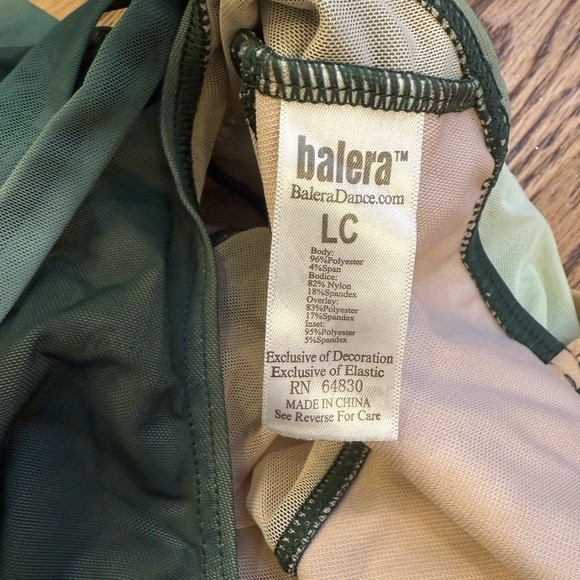 balera™
BaleraDance.com
LC
Body:
96%Polyester
4%Span
Bodice:
82% Nylon
18%Spandex
Overlay:
83%Polyester
17%Spandex
Inset:
95%Polyester
5%Spandex
Exclusive of Decoration
Exclusive of Elastic
RN 64830
MADE IN CHINA
See Reverse For Care